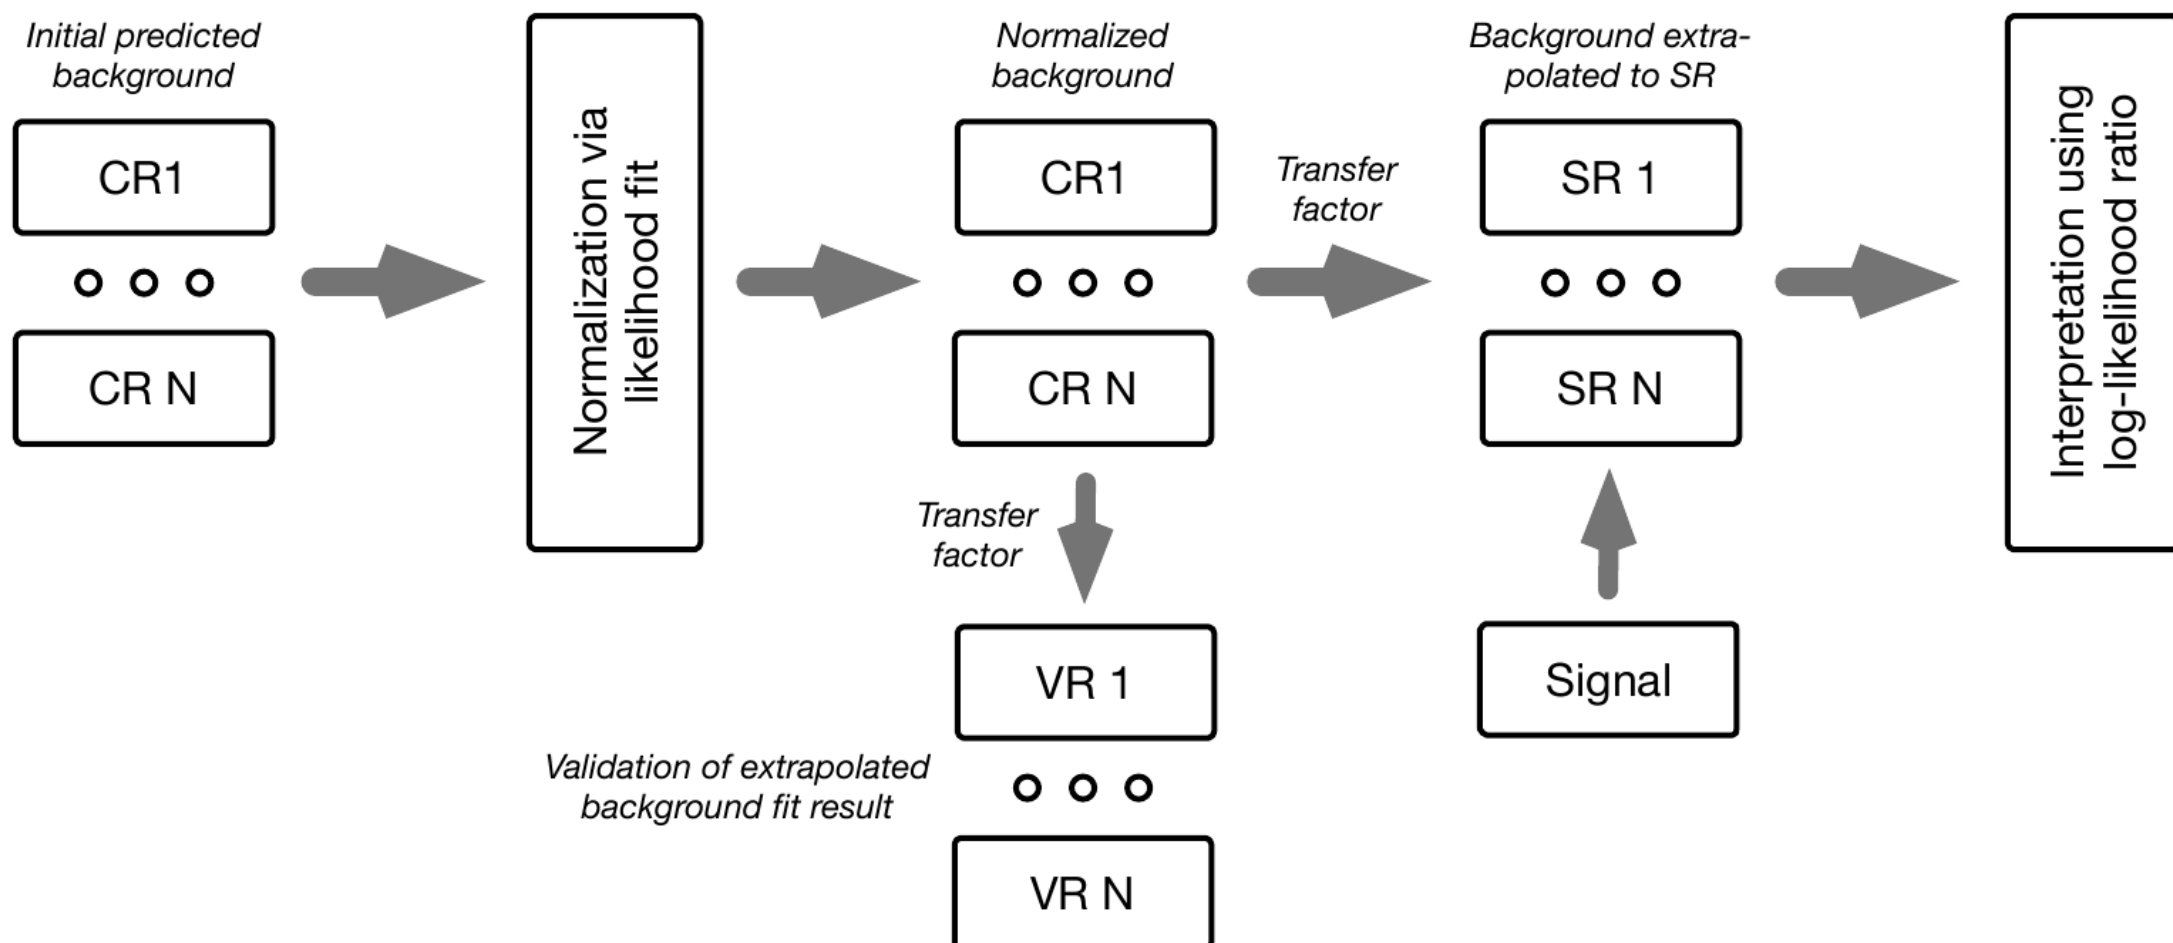 Initial predicted
background
CR1
CR N
Normalization via
likelihood fit
Normalized
background
CR1
CR N
Transfer
factor
Background extra-
polated to SR
SR 1
SR N
Interpretation using
log-likelihood ratio
Transfer
factor
VR 1
Validation of extrapolated
background fit result
VR N
Signal